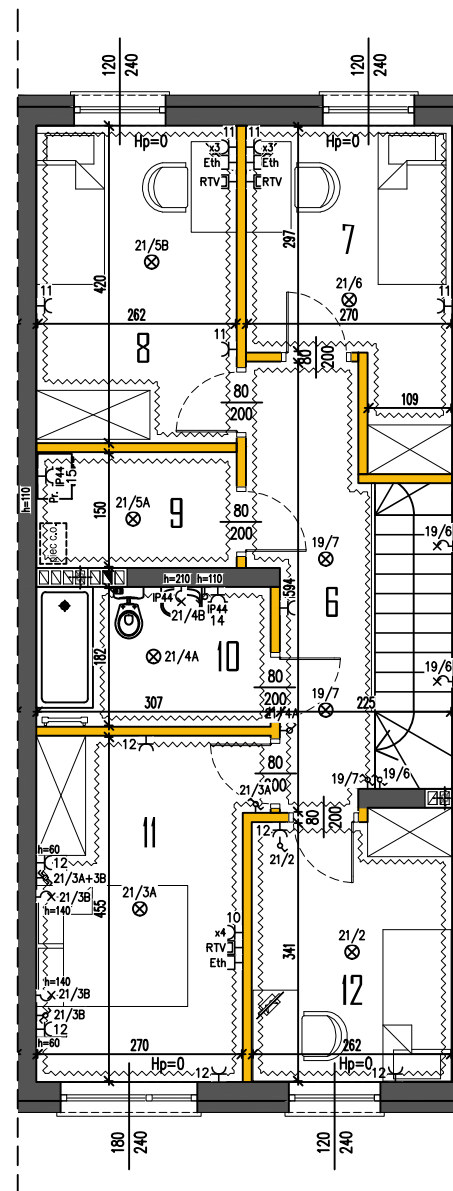 120 240
120 240
Hp=0
Hp=0
11
11
x3
x3
Eth
Eth
RTV
RTV
7
297
21/5B
21/6
420
11
11
262
270
8
11
80 200
109
80 200
15
IP44
Pr.
h=110
piec c.o.
150
21/5A
9
80 200
19/6
19/7
h=210
h=110
IP44
IP44
14
21/4B
594
6
182
21/4A
10
80 200
19/6
307
19/7
225
21/4A
12
80 200
19/7
19/6
21/3A
80 200
12
21/2
11
h=60
12
21/3A+3B
21/3B
h=140
455
21/3A
10
x4
RTV
Eth
341
21/2
12
h=140
21/3B
21/3B
12
h=60
270
262
Hp=0
Hp=0
12
12
180 240
120 240